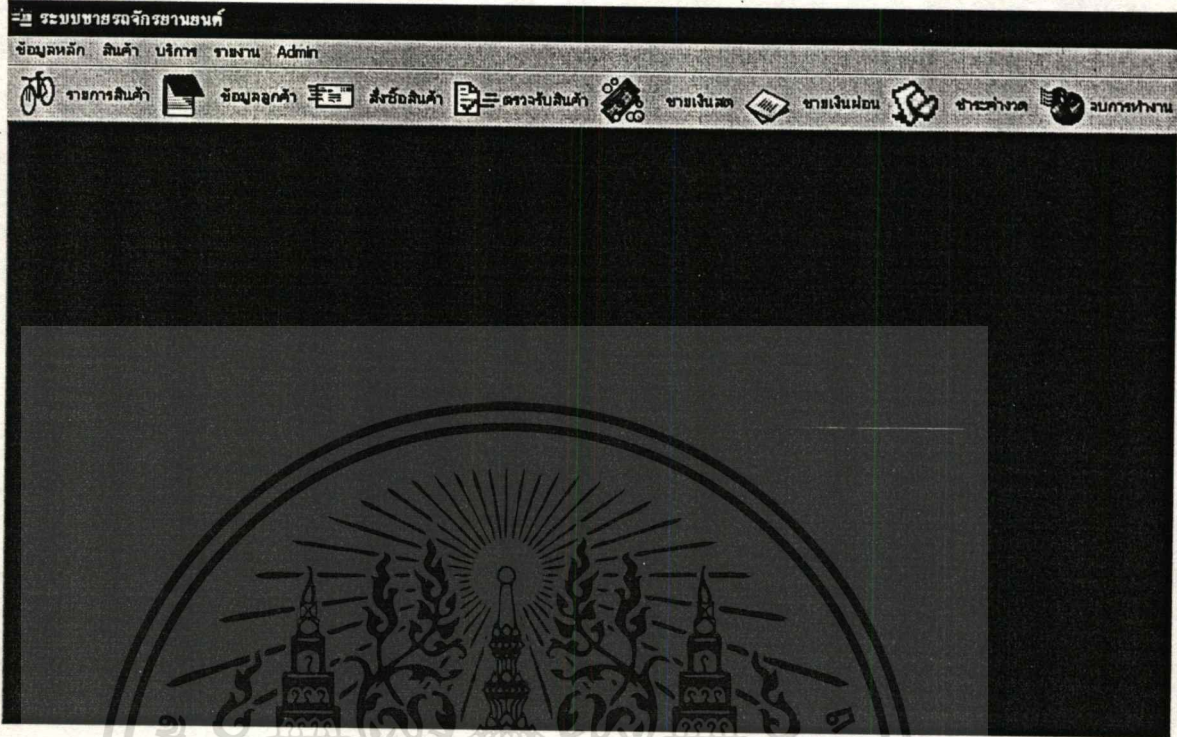 ระบบขายรถจักรยานยนต์
ข้อมูลหลัก สินค้า บริการ รายงาน Admin
รายการสินค้า ข้อมูลลูกค้า สั่งซื้อสินค้า ตรวจรับสินค้า ขายเงินสด ขายเงินผ่อน ชำระค่างวด จบการทำงาน